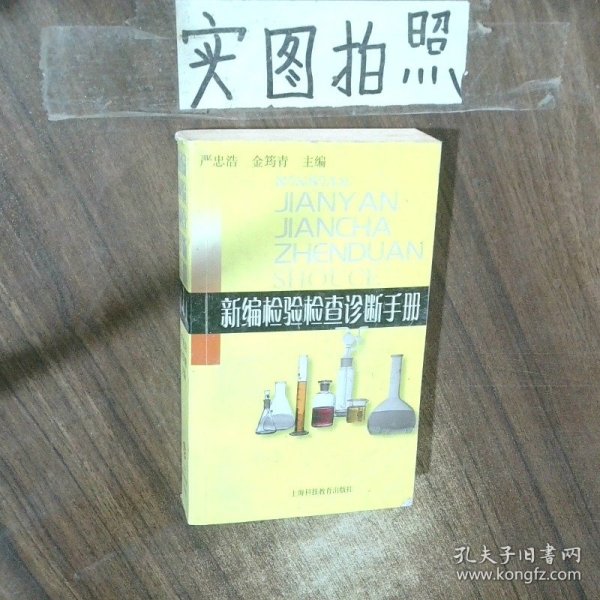 实图拍照
严忠浩 金筠青 主编
JIANYAN
JIANCHA
ZHENDUAN
SHOUCE
新编检验检查诊断手册
上海科技教育出版社
孔夫子旧书网
www.kongfz.com